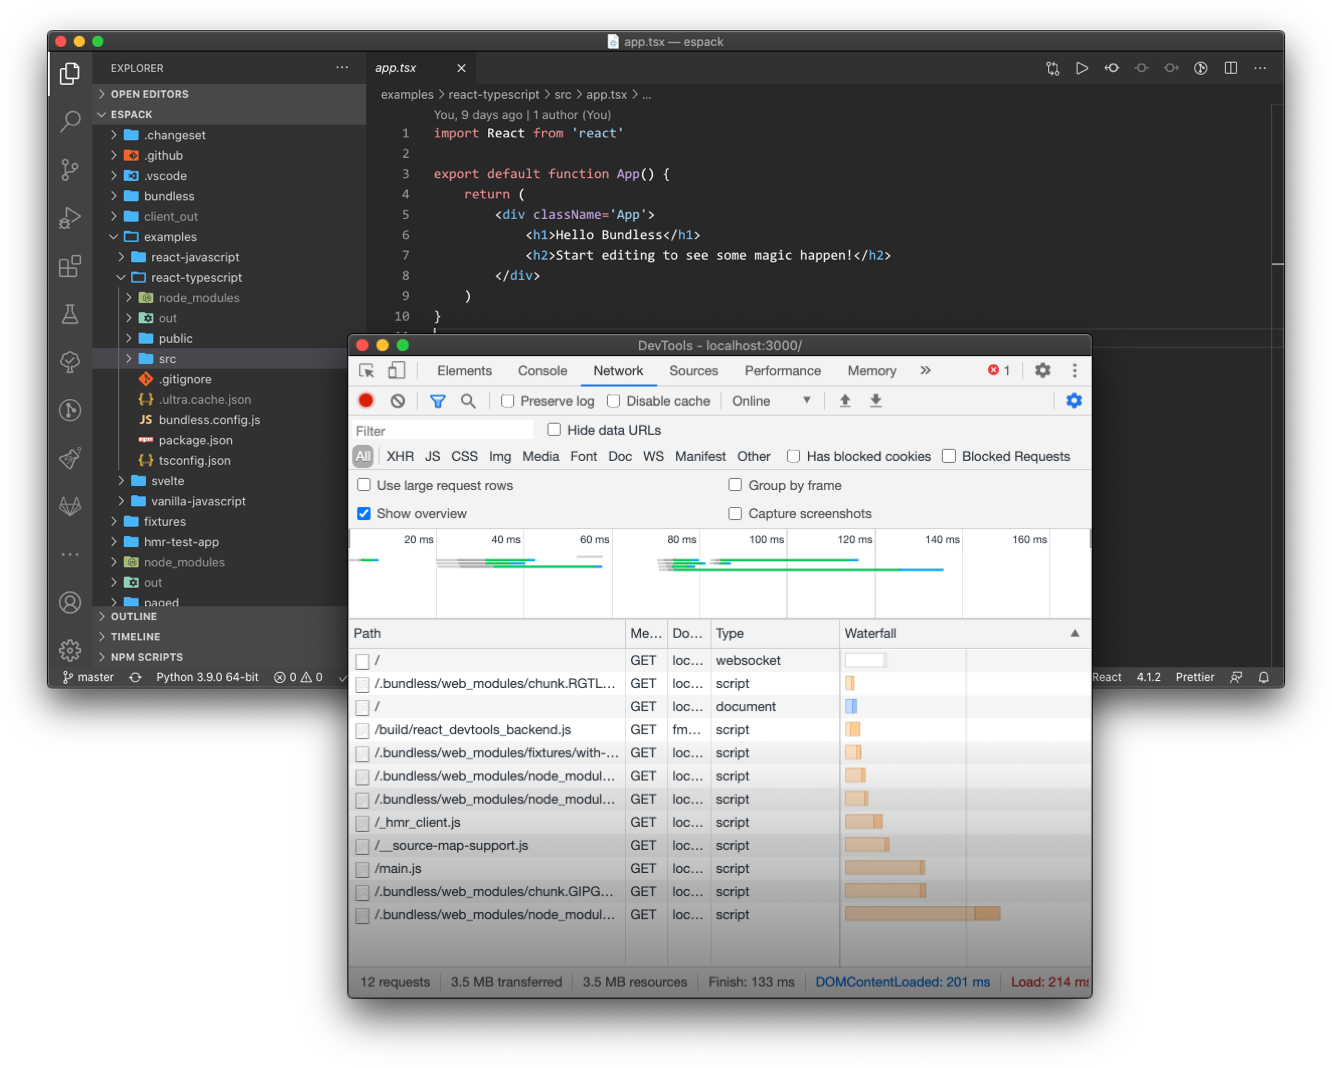 app.tsx — espack
EXPLORER
OPEN EDITORS
ESPACK
.changeset
.github
.vscode
bundless
client_out
examples
react-javascript
react-typescript
node_modules
out
public
src
.gitignore
.ultra.cache.json
JS bundless.config.js
npm package.json
tsconfig.json
svelte
vanilla-javascript
fixtures
hmr-test-app
node_modules
out
paged
OUTLINE
TIMELINE
NPM SCRIPTS
app.tsx
examples > react-typescript > src > app.tsx > ...
You, 9 days ago | 1 author (You)
1 import React from 'react'
2
3 export default function App() {
4 return (
5 <div className='App'>
6 <h1>Hello Bundless</h1>
7 <h2>Start editing to see some magic happen!</h2>
8 </div>
9 )
10 }
master Python 3.9.0 64-bit 0 0 React 4.1.2 Prettier
DevTools - localhost:3000/
Elements Console Network Sources Performance Memory » 1
Preserve log Disable cache Online
Filter Hide data URLs
All XHR JS CSS Img Media Font Doc WS Manifest Other Has blocked cookies Blocked Requests
Use large request rows Group by frame
Show overview Capture screenshots
20 ms 40 ms 60 ms 80 ms 100 ms 120 ms 140 ms 160 ms
Path Me... Do... Type Waterfall
/ GET loc... websocket
/.bundless/web_modules/chunk.RGTL... GET loc... script
/ GET loc... document
/build/react_devtools_backend.js GET fm... script
/.bundless/web_modules/fixtures/with-... GET loc... script
/.bundless/web_modules/node_modul... GET loc... script
/.bundless/web_modules/node_modul... GET loc... script
/_hmr_client.js GET loc... script
/__source-map-support.js GET loc... script
/main.js GET loc... script
/.bundless/web_modules/chunk.GIPG... GET loc... script
/.bundless/web_modules/node_modul... GET loc... script
12 requests 3.5 MB transferred 3.5 MB resources Finish: 133 ms DOMContentLoaded: 201 ms Load: 214 ms